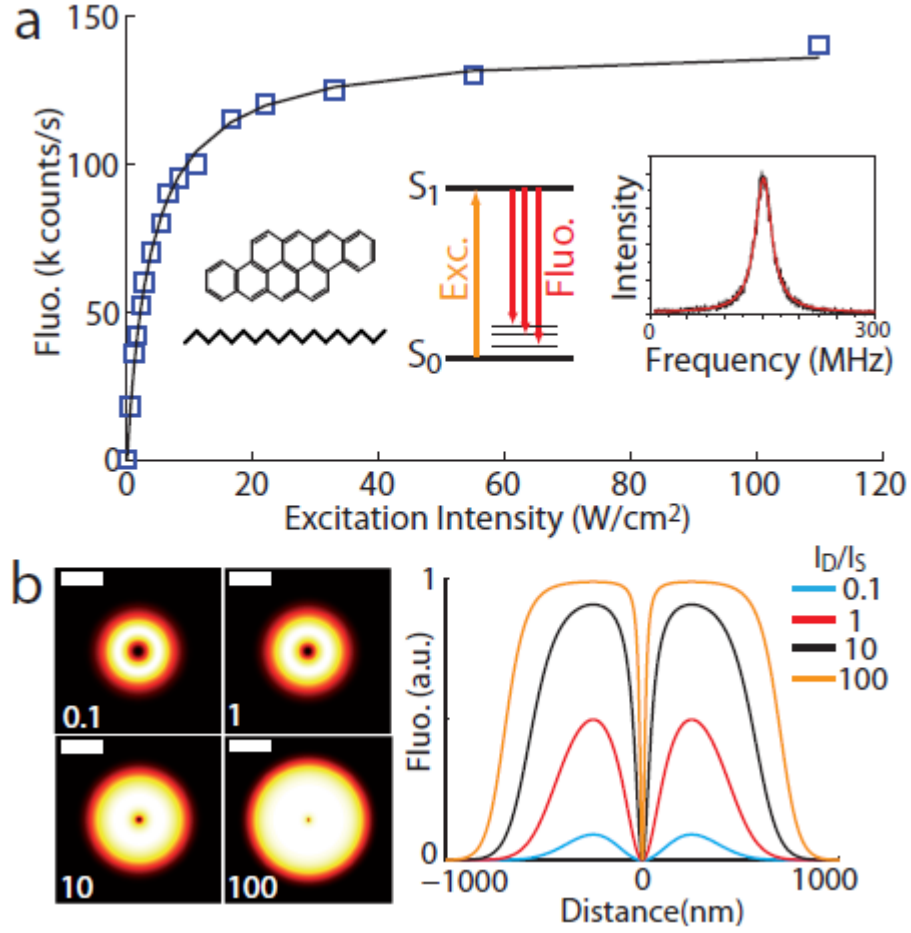 a
150
100
50
0
Fluo. (k counts/s)
0
20
40
60
80
100
120
Excitation Intensity (W/cm²)
S₁
Exc.
Fluo.
S₀
Intensity
0
300
Frequency (MHz)
b
0.1
1
10
100
1
0
Fluo. (a.u.)
−1000
0
1000
Distance(nm)
I_D/I_S
0.1
1
10
100